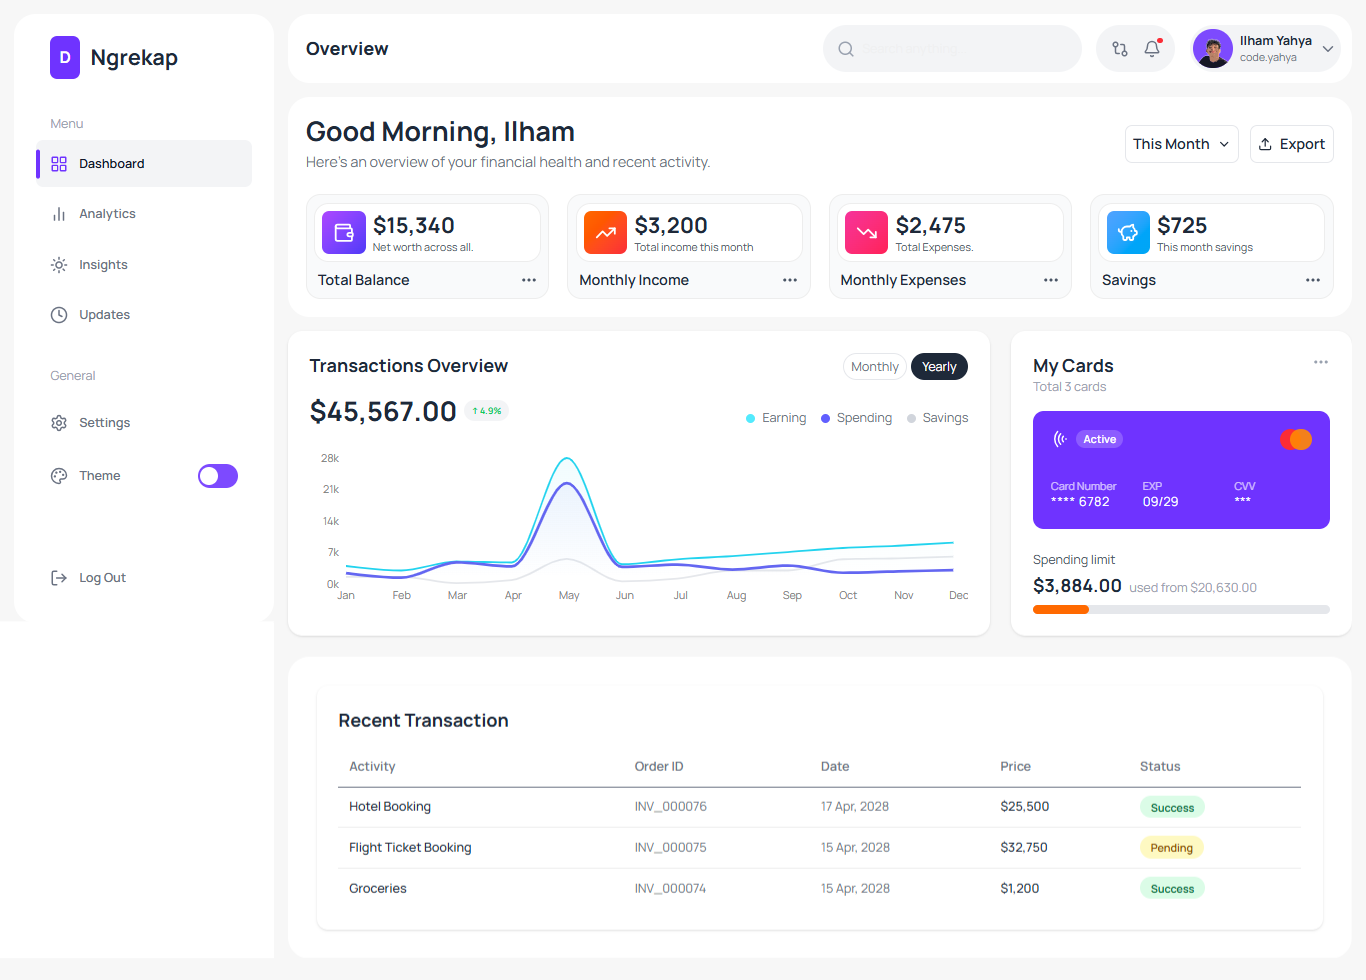 D
Ngrekap
Menu
Dashboard
Analytics
Insights
Updates
General
Settings
Theme
Log Out
Overview
Ilham Yahya
code.yahya
Good Morning, Ilham
Here's an overview of your financial health and recent activity.
This Month
Export
$15,340
Net worth across all.
Total Balance
$3,200
Total income this month
Monthly Income
$2,475
Total Expenses.
Monthly Expenses
$725
This month savings
Savings
Transactions Overview
Monthly
Yearly
$45,567.00
↑ 4.9%
Earning
Spending
Savings
28k
21k
14k
7k
0k
Jan Feb Mar Apr May Jun Jul Aug Sep Oct Nov Dec
My Cards
Total 3 cards
Active
Card Number EXP CVV
**** 6782 09/29 ***
Spending limit
$3,884.00 used from $20,630.00
Recent Transaction
Activity Order ID Date Price Status
Hotel Booking INV_000076 17 Apr, 2028 $25,500 Success
Flight Ticket Booking INV_000075 15 Apr, 2028 $32,750 Pending
Groceries INV_000074 15 Apr, 2028 $1,200 Success